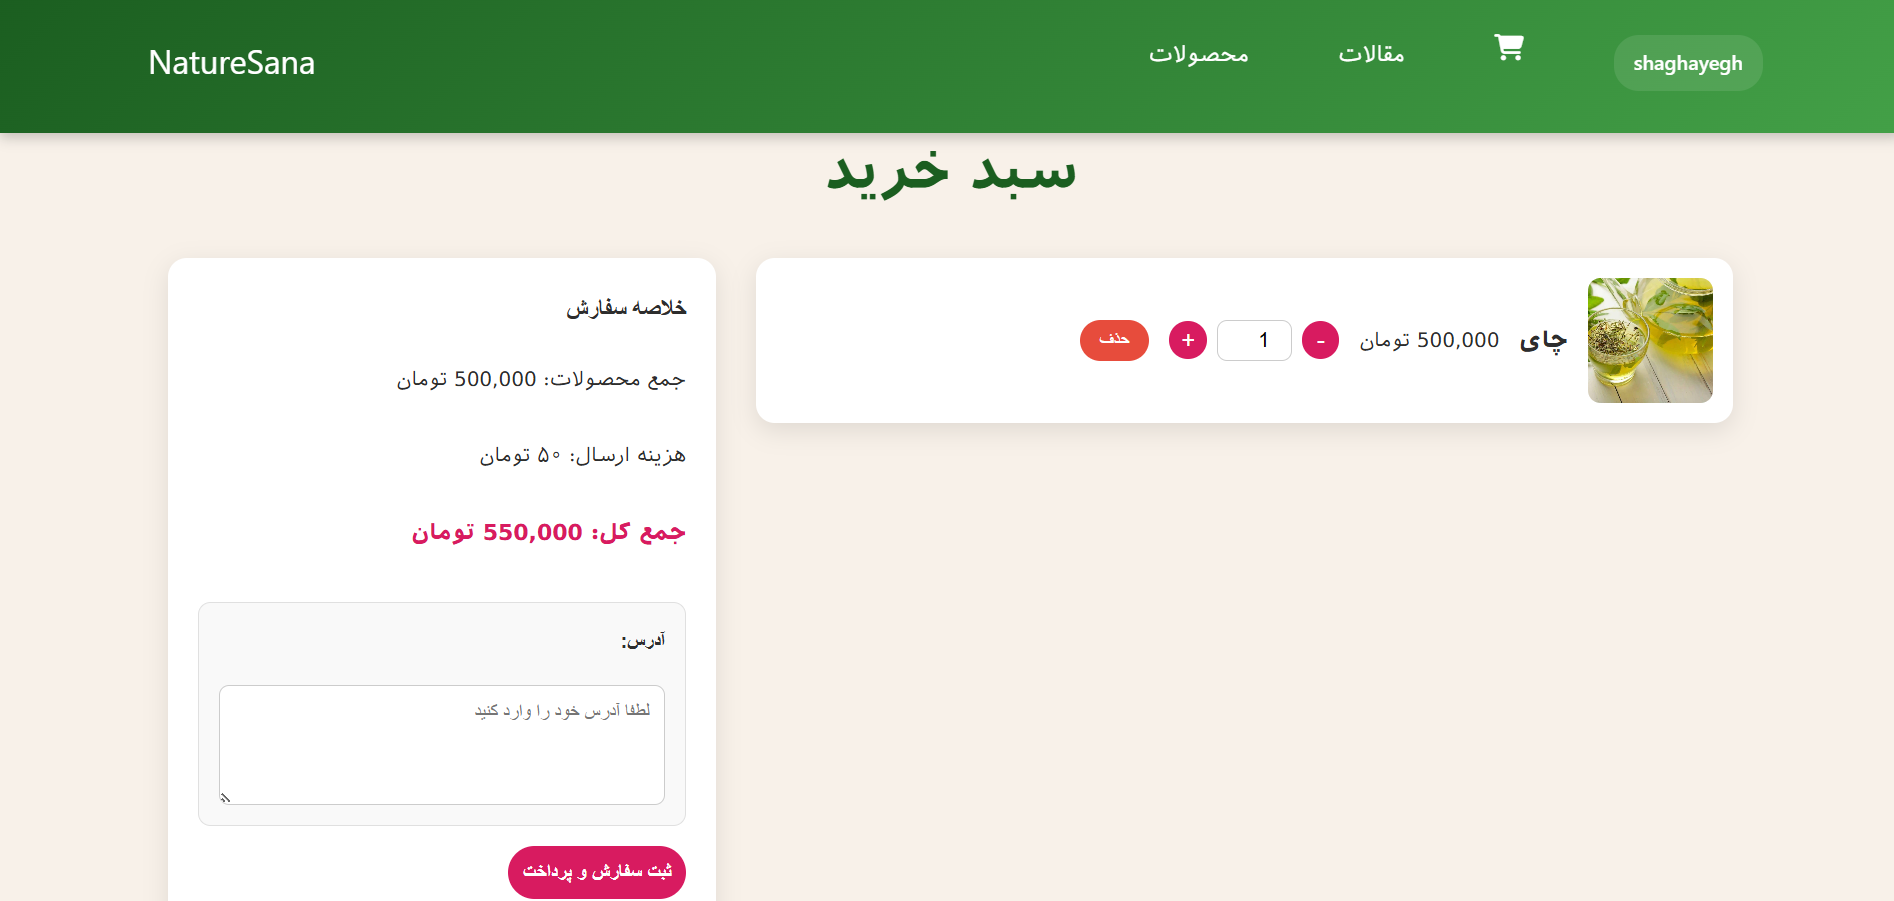 shaghayegh
مقالات
محصولات
NatureSana
سبد خرید
چای
500,000 تومان
-
1
+
حذف
خلاصه سفارش
جمع محصولات: 500,000 تومان
هزینه ارسال: ۵۰ تومان
جمع کل: 550,000 تومان
آدرس:
لطفا آدرس خود را وارد کنید
ثبت سفارش و پرداخت